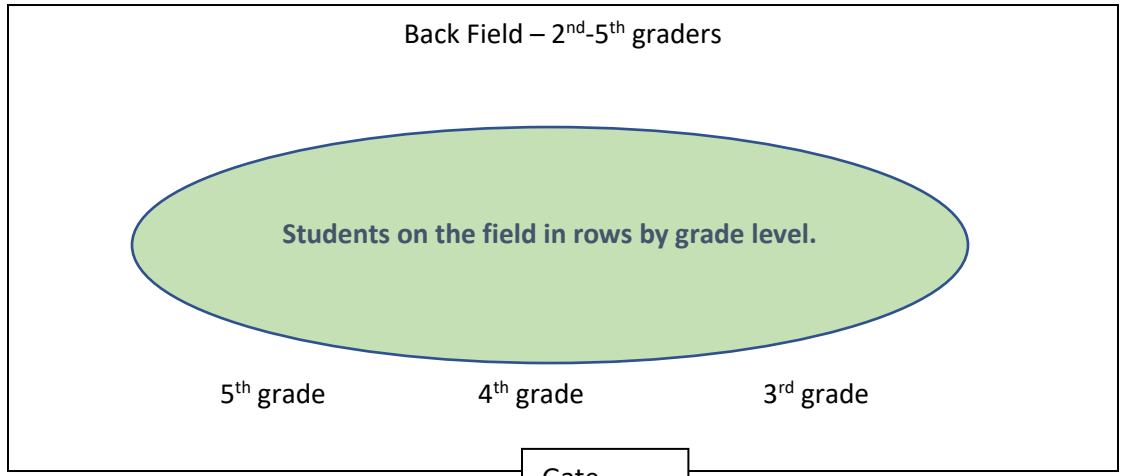 Back Field – 2nd-5th graders
Students on the field in rows by grade level.
5th grade 4th grade 3rd grade
Gate